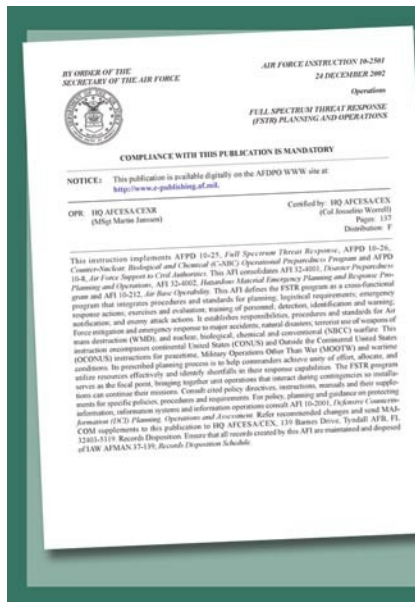 BY ORDER OF THE
SECRETARY OF THE AIR FORCE
AIR FORCE INSTRUCTION 10-2501
24 DECEMBER 2002
Operations
FULL SPECTRUM THREAT RESPONSE
(FSTR) PLANNING AND OPERATIONS
COMPLIANCE WITH THIS PUBLICATION IS MANDATORY
NOTICE: This publication is available digitally on the AFDPO WWW site at:
http://www.e-publishing.af.mil.
OPR: HQ AFCESA/CEXR
(MSgt Martin Janssen)
Certified by: HQ AFCESA/CEX
(Col Josuelito Worrell)
Pages: 137
Distribution: F
This instruction implements AFPD 10-25, Full Spectrum Threat Response, AFPD 10-26,
Counter-Nuclear, Biological and Chemical (C-NBC) Operational Preparedness Program and AFPD
10-8, Air Force Support to Civil Authorities. This AFI consolidates AFI 32-4001, Disaster Preparedness
Planning and Operations, AFI 32-4002, Hazardous Material Emergency Planning and Response Pro-
gram and AFI 10-212, Air Base Operability. This AFI defines the FSTR program as a cross-functional
program that integrates procedures and standards for planning; logistical requirements; emergency
response actions; exercises and evaluation; training of personnel; detection, identification and warning;
notification; and enemy attack actions. It establishes responsibilities, procedures and standards for Air
Force mitigation and emergency response to major accidents, natural disasters, terrorist use of weapons of
mass destruction (WMD); and nuclear, biological, chemical and conventional (NBCC) warfare. This
instruction encompasses continental United States (CONUS) and Outside the Continental United States
(OCONUS) instructions for peacetime, Military Operations Other Than War (MOOTW) and wartime
conditions. Its prescribed planning process is to help commanders achieve unity of effort, allocate, and
utilize resources effectively and identify shortfalls in their response capabilities. The FSTR program
serves as the focal point, bringing together unit operations that interact during contingencies so installa-
tions can continue their missions. Consult cited policy directives, instructions, manuals and their supple-
ments for specific policies, procedures and requirements. For policy, planning and guidance on protecting
information, information systems and information operations consult AFI 10-2001, Defensive Counterin-
formation (DCI) Planning, Operations and Assessment. Refer recommended changes and send MAJ-
COM supplements to this publication to HQ AFCESA/CEX, 139 Barnes Drive, Tyndall AFB, FL
32403-5319. Records Disposition. Ensure that all records created by this AFI are maintained and disposed
of IAW AFMAN 37-139, Records Disposition Schedule.